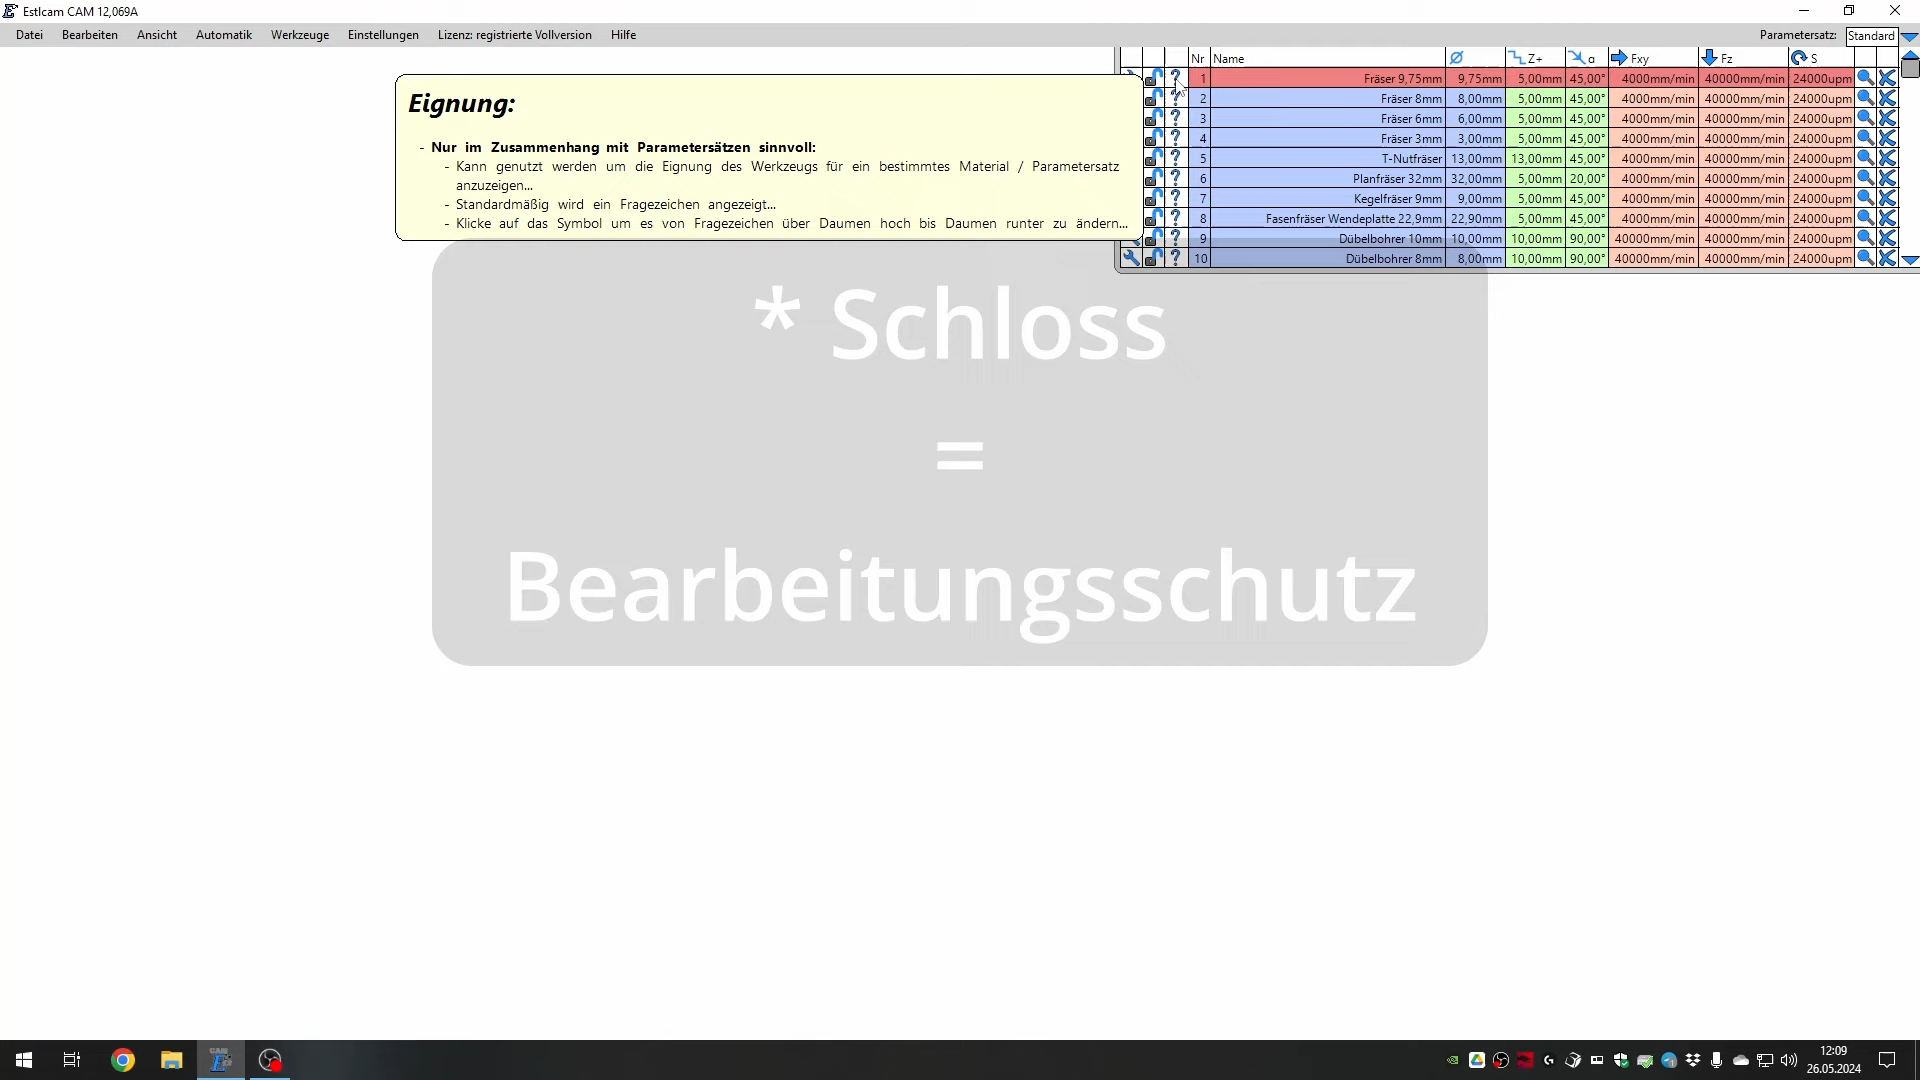 Estlcam CAM 12,069A
Datei Bearbeiten Ansicht Automatik Werkzeuge Einstellungen Lizenz: registrierte Vollversion Hilfe Parametersatz: Standard
Nr Name Z+ α Fxy Fz S
1 Fräser 9,75mm 9,75mm 5,00mm 45,00° 4000mm/min 40000mm/min 24000upm
2 Fräser 8mm 8,00mm 5,00mm 45,00° 4000mm/min 40000mm/min 24000upm
3 Fräser 6mm 6,00mm 5,00mm 45,00° 4000mm/min 40000mm/min 24000upm
4 Fräser 3mm 3,00mm 5,00mm 45,00° 4000mm/min 40000mm/min 24000upm
5 T-Nutfräser 13,00mm 13,00mm 45,00° 4000mm/min 40000mm/min 24000upm
6 Planfräser 32mm 32,00mm 5,00mm 20,00° 4000mm/min 40000mm/min 24000upm
7 Kegelfräser 9mm 9,00mm 5,00mm 45,00° 4000mm/min 40000mm/min 24000upm
8 Fasenfräser Wendeplatte 22,9mm 22,90mm 5,00mm 45,00° 4000mm/min 40000mm/min 24000upm
9 Dübelbohrer 10mm 10,00mm 10,00mm 90,00° 40000mm/min 40000mm/min 24000upm
10 Dübelbohrer 8mm 8,00mm 10,00mm 90,00° 40000mm/min 40000mm/min 24000upm
Eignung:
- Nur im Zusammenhang mit Parametersätzen sinnvoll:
- Kann genutzt werden um die Eignung des Werkzeugs für ein bestimmtes Material / Parametersatz
anzuzeigen...
- Standardmäßig wird ein Fragezeichen angezeigt...
- Klicke auf das Symbol um es von Fragezeichen über Daumen hoch bis Daumen runter zu ändern...
* Schloss
=
Bearbeitungsschutz
CAM
12:09
26.05.2024